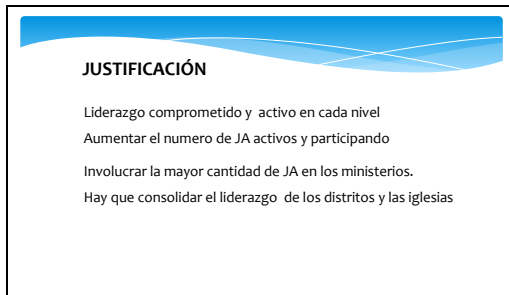 JUSTIFICACIÓN
Liderazgo comprometido y activo en cada nivel
Aumentar el numero de JA activos y participando
Involucrar la mayor cantidad de JA en los ministerios.
Hay que consolidar el liderazgo de los distritos y las iglesias